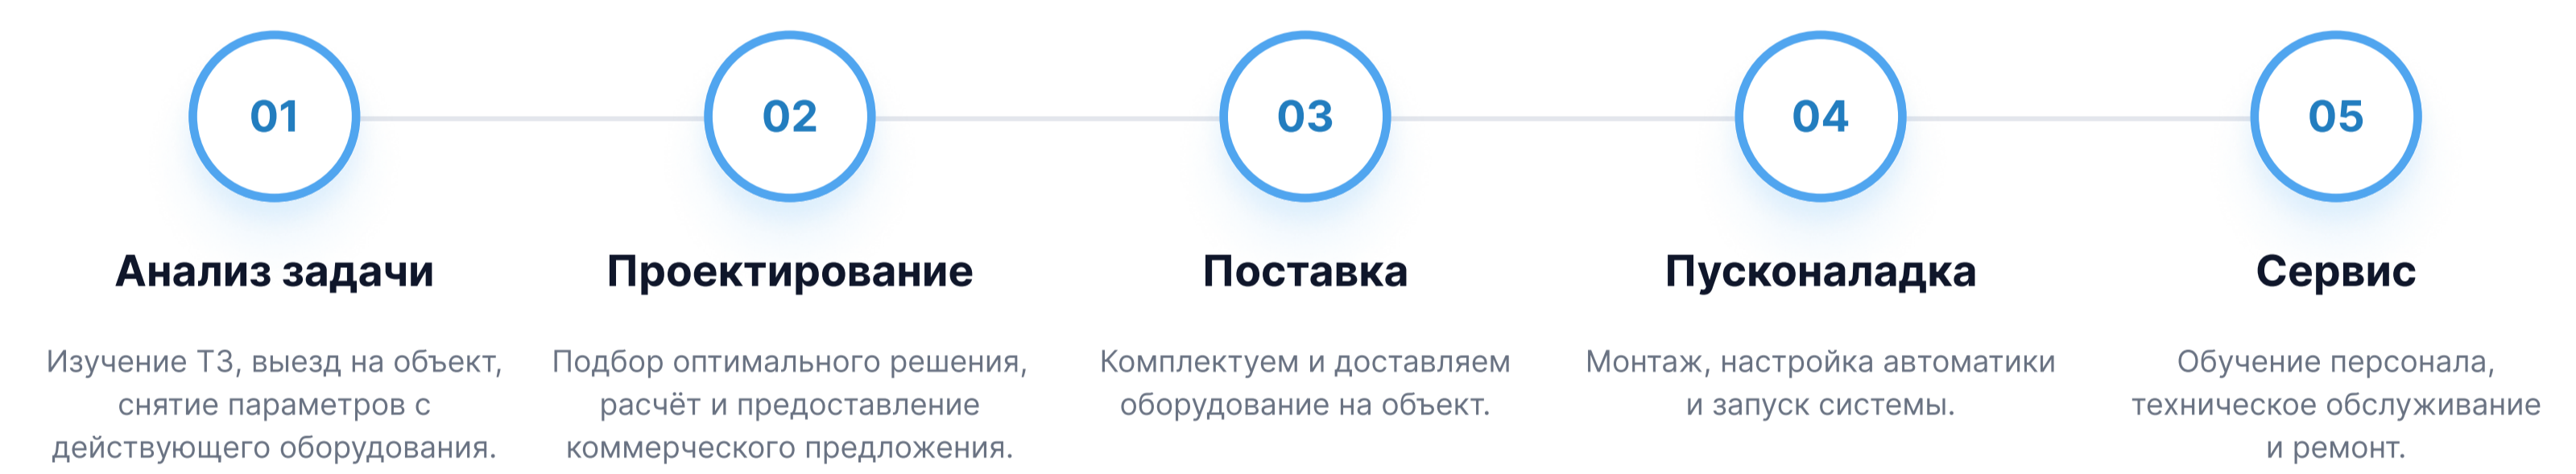 01
Анализ задачи
Изучение ТЗ, выезд на объект,
снятие параметров с
действующего оборудования.
02
Проектирование
Подбор оптимального решения,
расчёт и предоставление
коммерческого предложения.
03
Поставка
Комплектуем и доставляем
оборудование на объект.
04
Пусконаладка
Монтаж, настройка автоматики
и запуск системы.
05
Сервис
Обучение персонала,
техническое обслуживание
и ремонт.